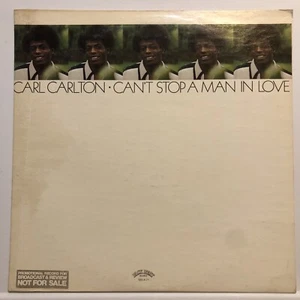 CARL CARLTON • CAN'T STOP A MAN IN LOVE
PROMOTIONAL RECORD FOR
BROADCAST & REVIEW
NOT FOR SALE